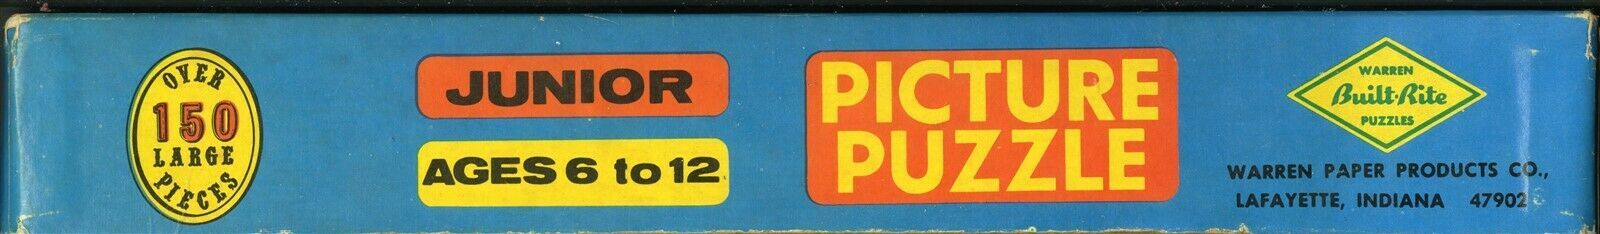 OVER
150
LARGE
PIECES
JUNIOR
AGES 6 to 12
PICTURE
PUZZLE
WARREN
Built-Rite
PUZZLES
WARREN PAPER PRODUCTS CO.,
LAFAYETTE, INDIANA 47902